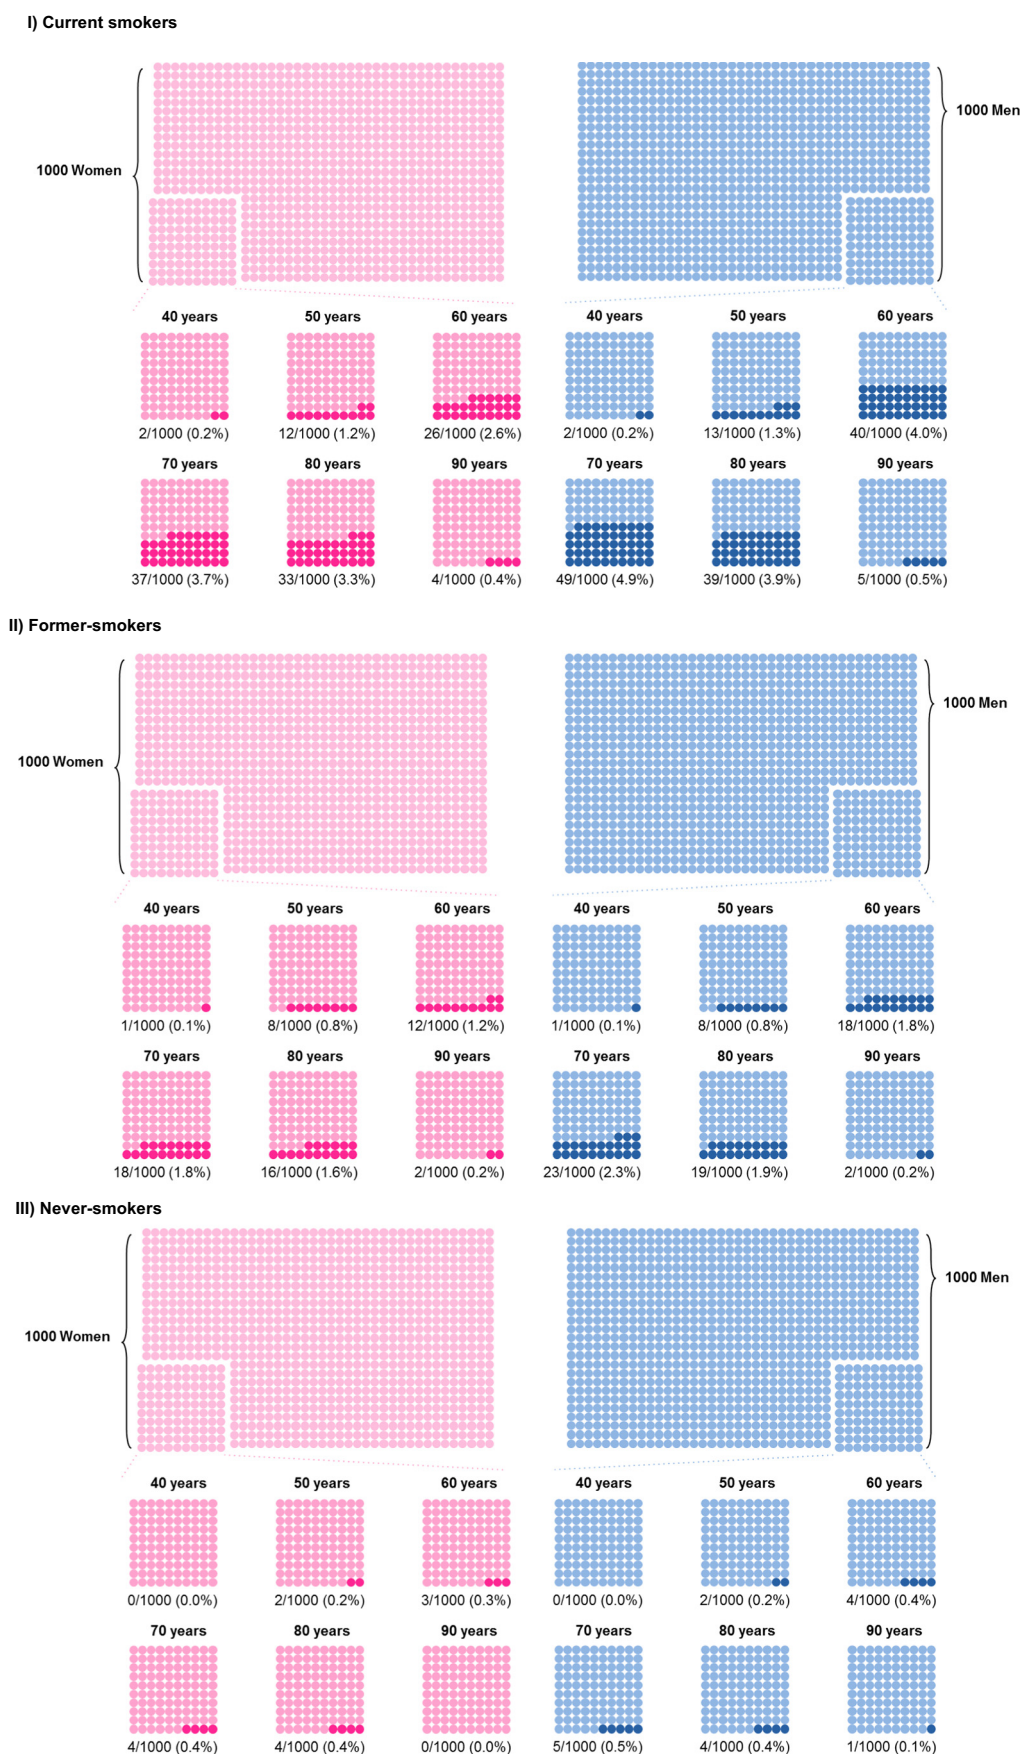 I) Current smokers
1000 Men
1000 Women
40 years 50 years 60 years 40 years 50 years 60 years
2/1000 (0.2%) 12/1000 (1.2%) 26/1000 (2.6%) 2/1000 (0.2%) 13/1000 (1.3%) 40/1000 (4.0%)
70 years 80 years 90 years 70 years 80 years 90 years
37/1000 (3.7%) 33/1000 (3.3%) 4/1000 (0.4%) 49/1000 (4.9%) 39/1000 (3.9%) 5/1000 (0.5%)
II) Former-smokers
1000 Men
1000 Women
40 years 50 years 60 years 40 years 50 years 60 years
1/1000 (0.1%) 8/1000 (0.8%) 12/1000 (1.2%) 1/1000 (0.1%) 8/1000 (0.8%) 18/1000 (1.8%)
70 years 80 years 90 years 70 years 80 years 90 years
18/1000 (1.8%) 16/1000 (1.6%) 2/1000 (0.2%) 23/1000 (2.3%) 19/1000 (1.9%) 2/1000 (0.2%)
III) Never-smokers
1000 Men
1000 Women
40 years 50 years 60 years 40 years 50 years 60 years
0/1000 (0.0%) 2/1000 (0.2%) 3/1000 (0.3%) 0/1000 (0.0%) 2/1000 (0.2%) 4/1000 (0.4%)
70 years 80 years 90 years 70 years 80 years 90 years
4/1000 (0.4%) 4/1000 (0.4%) 0/1000 (0.0%) 5/1000 (0.5%) 4/1000 (0.4%) 1/1000 (0.1%)